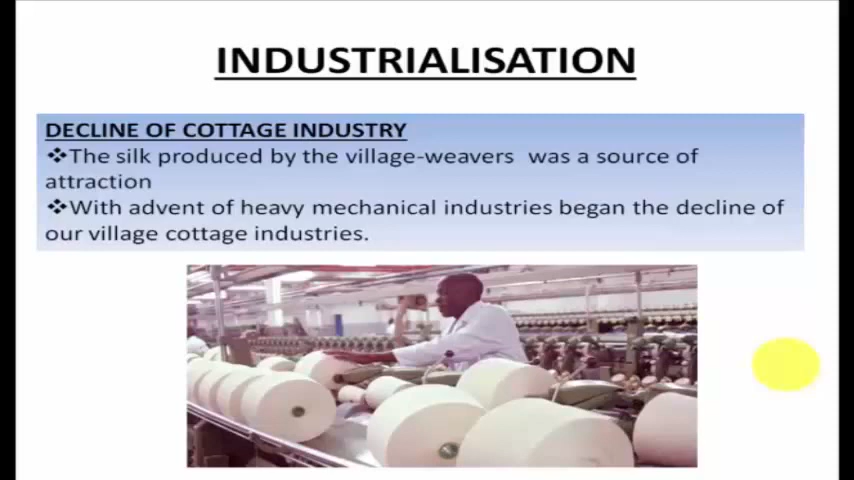 INDUSTRIALISATION
DECLINE OF COTTAGE INDUSTRY
❖The silk produced by the village-weavers was a source of
attraction
❖With advent of heavy mechanical industries began the decline of
our village cottage industries.